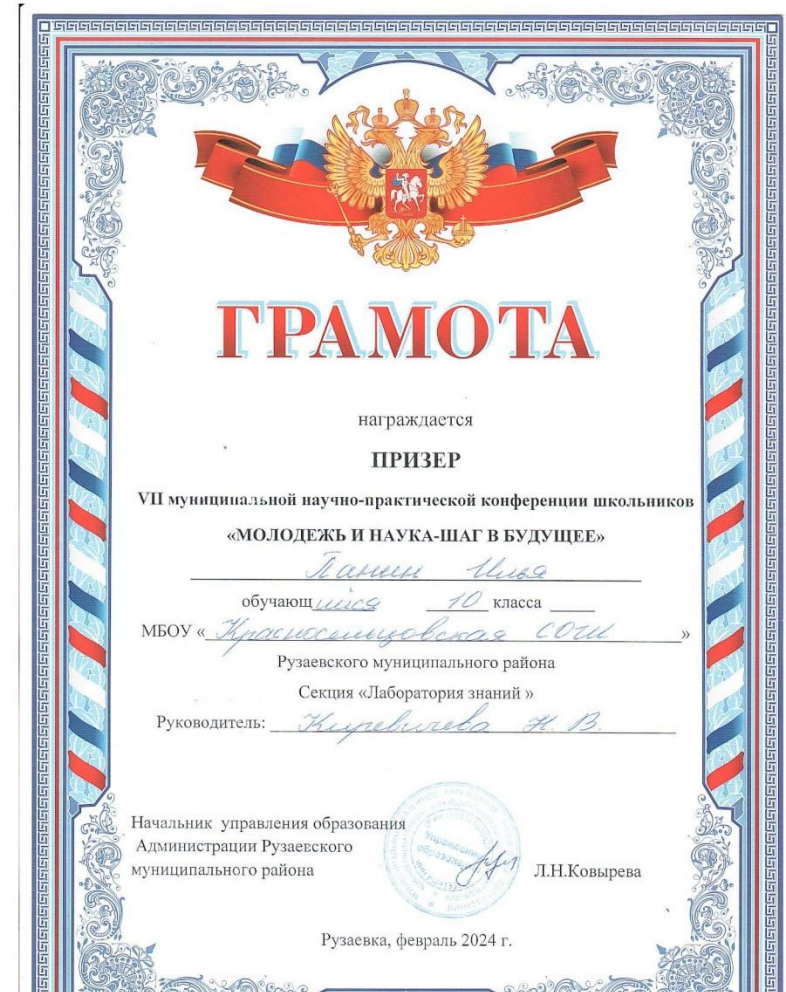 ГРАМОТА
награждается
ПРИЗЕР
VII муниципальной научно-практической конференции школьников
«МОЛОДЕЖЬ И НАУКА-ШАГ В БУДУЩЕЕ»
Панин Илья
обучающийся 10 класса
МБОУ « Красносельцовская СОШ »
Рузаевского муниципального района
Секция «Лаборатория знаний »
Руководитель: Киревичева Н. В.
Начальник управления образования
Администрации Рузаевского
муниципального района Л.Н.Ковырева
Рузаевка, февраль 2024 г.